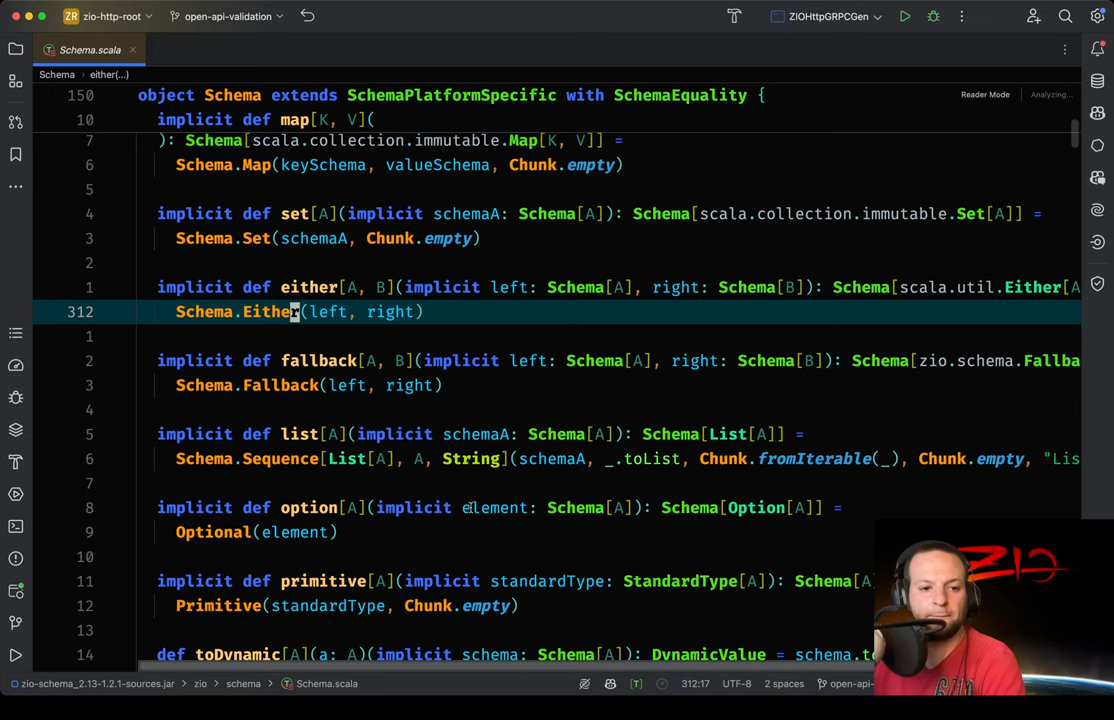 ZR zio-http-root open-api-validation ZIOHttpGRPCGen
Schema.scala
Schema either(...)
150 object Schema extends SchemaPlatformSpecific with SchemaEquality { Reader Mode Analyzing...
10 implicit def map[K, V](
7 ): Schema[scala.collection.immutable.Map[K, V]] =
6 Schema.Map(keySchema, valueSchema, Chunk.empty)
5
4 implicit def set[A](implicit schemaA: Schema[A]): Schema[scala.collection.immutable.Set[A]] =
3 Schema.Set(schemaA, Chunk.empty)
2
1 implicit def either[A, B](implicit left: Schema[A], right: Schema[B]): Schema[scala.util.Either[A
312 Schema.Either(left, right)
1
2 implicit def fallback[A, B](implicit left: Schema[A], right: Schema[B]): Schema[zio.schema.Fallba
3 Schema.Fallback(left, right)
4
5 implicit def list[A](implicit schemaA: Schema[A]): Schema[List[A]] =
6 Schema.Sequence[List[A], A, String](schemaA, _.toList, Chunk.fromIterable(_), Chunk.empty, "Lis
7
8 implicit def option[A](implicit element: Schema[A]): Schema[Option[A]] =
9 Optional(element)
10
11 implicit def primitive[A](implicit standardType: StandardType[A]): Schema[A
12 Primitive(standardType, Chunk.empty)
13
14 def toDynamic[A](a: A)(implicit schema: Schema[A]): DynamicValue = schema.to
ZIO
zio-schema_2.13-1.2.1-sources.jar zio schema Schema.scala 312:17 UTF-8 2 spaces open-api-